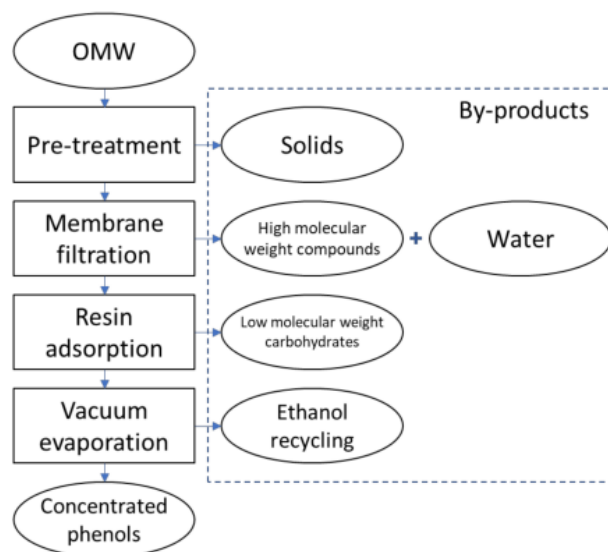 OMW
By-products
Pre-treatment
Solids
Membrane
filtration
High molecular
weight compounds
+
Water
Resin
adsorption
Low molecular weight
carbohydrates
Vacuum
evaporation
Ethanol
recycling
Concentrated
phenols